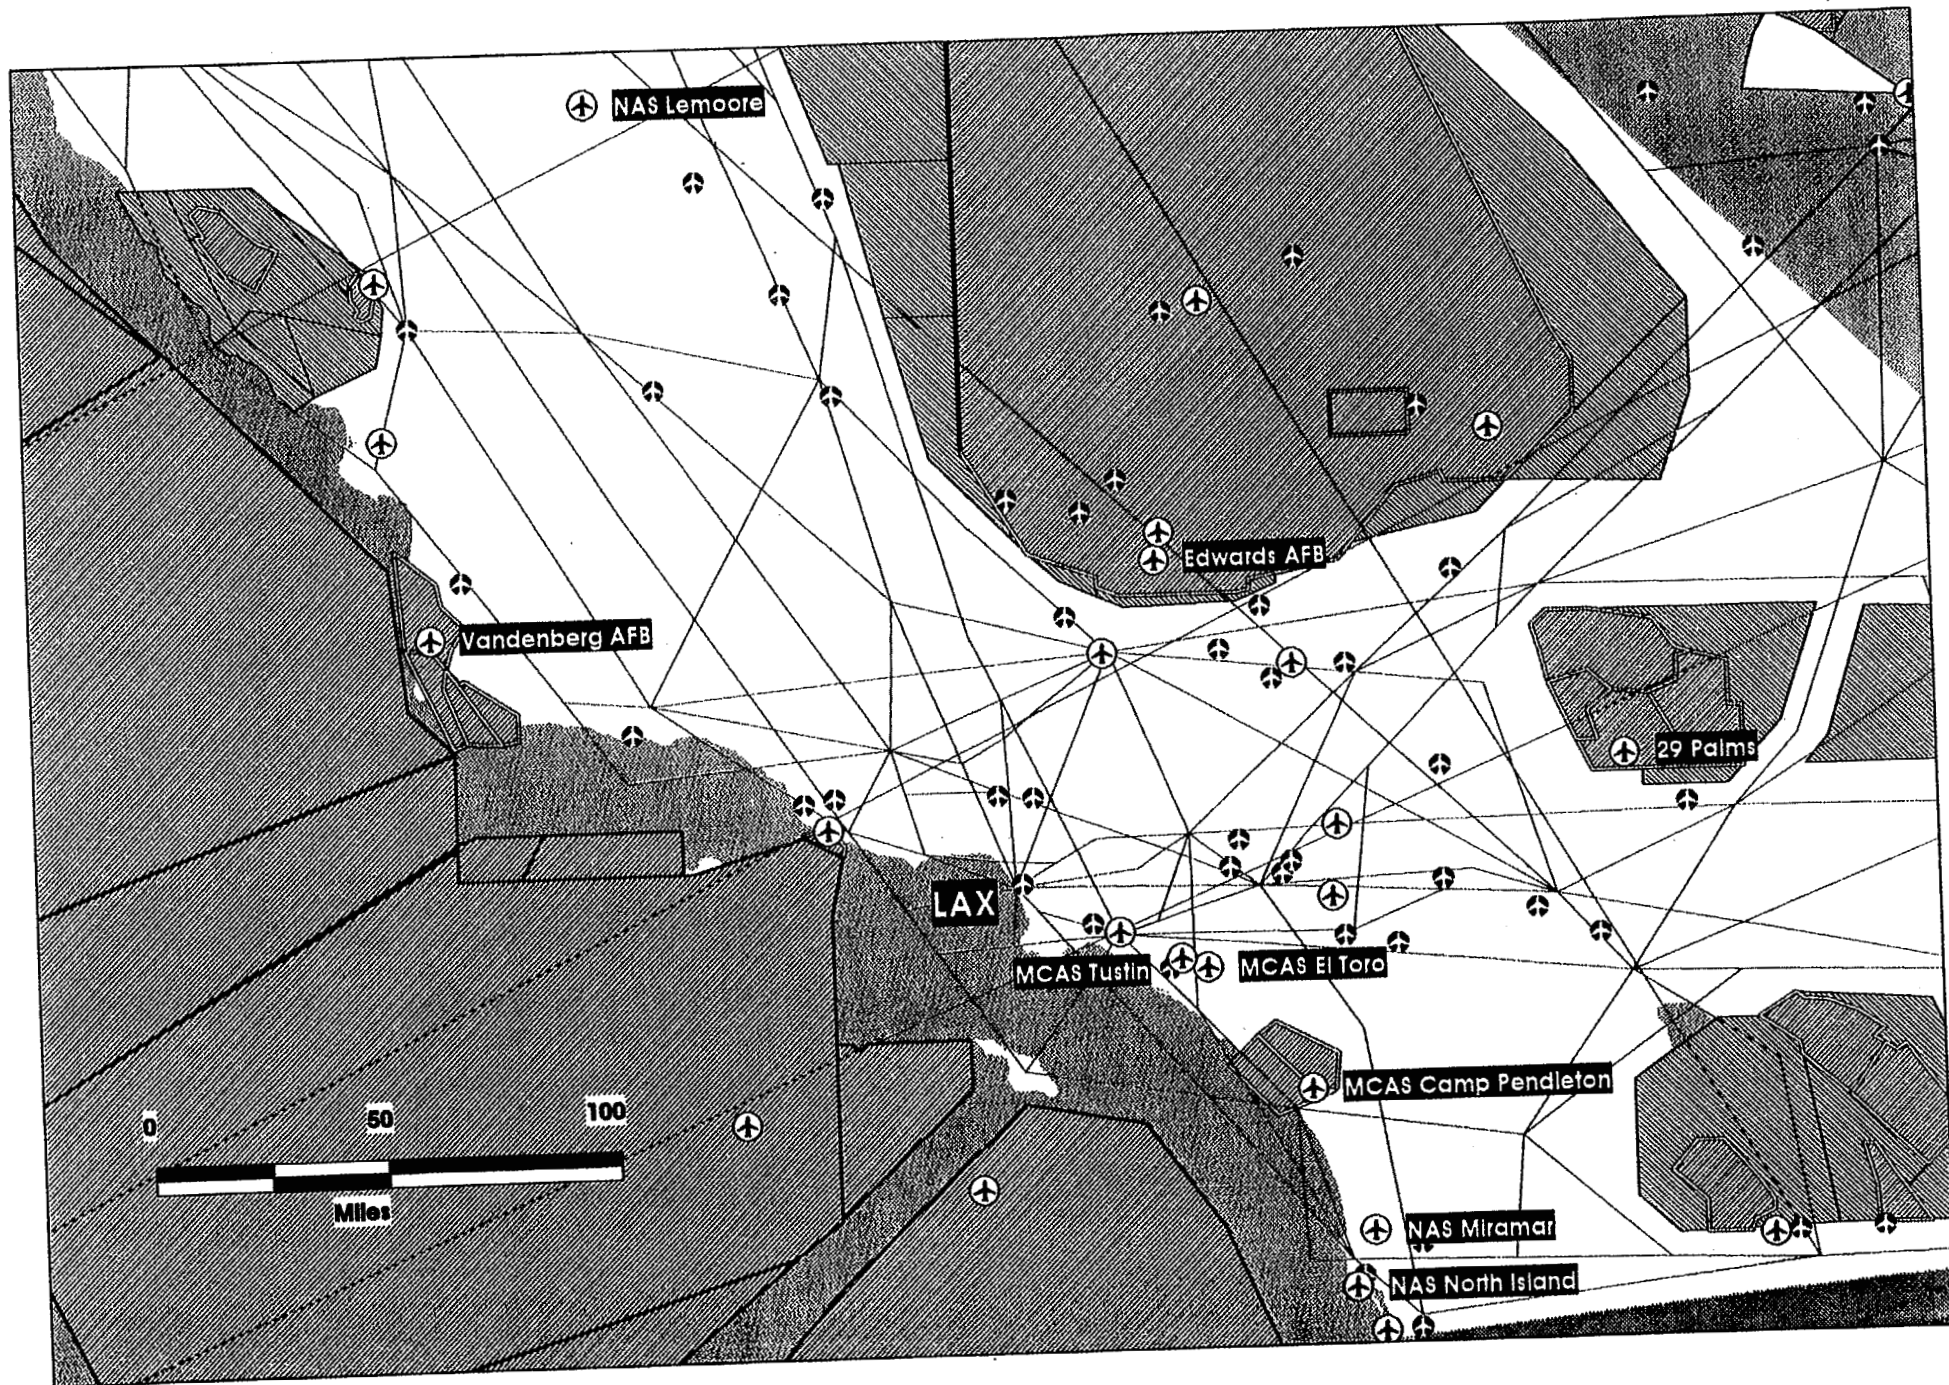 NAS Lemoore
Edwards AFB
Vandenberg AFB
29 Palms
LAX
MCAS Tustin
MCAS El Toro
MCAS Camp Pendleton
0 50 100
Miles
NAS Miramar
NAS North Island